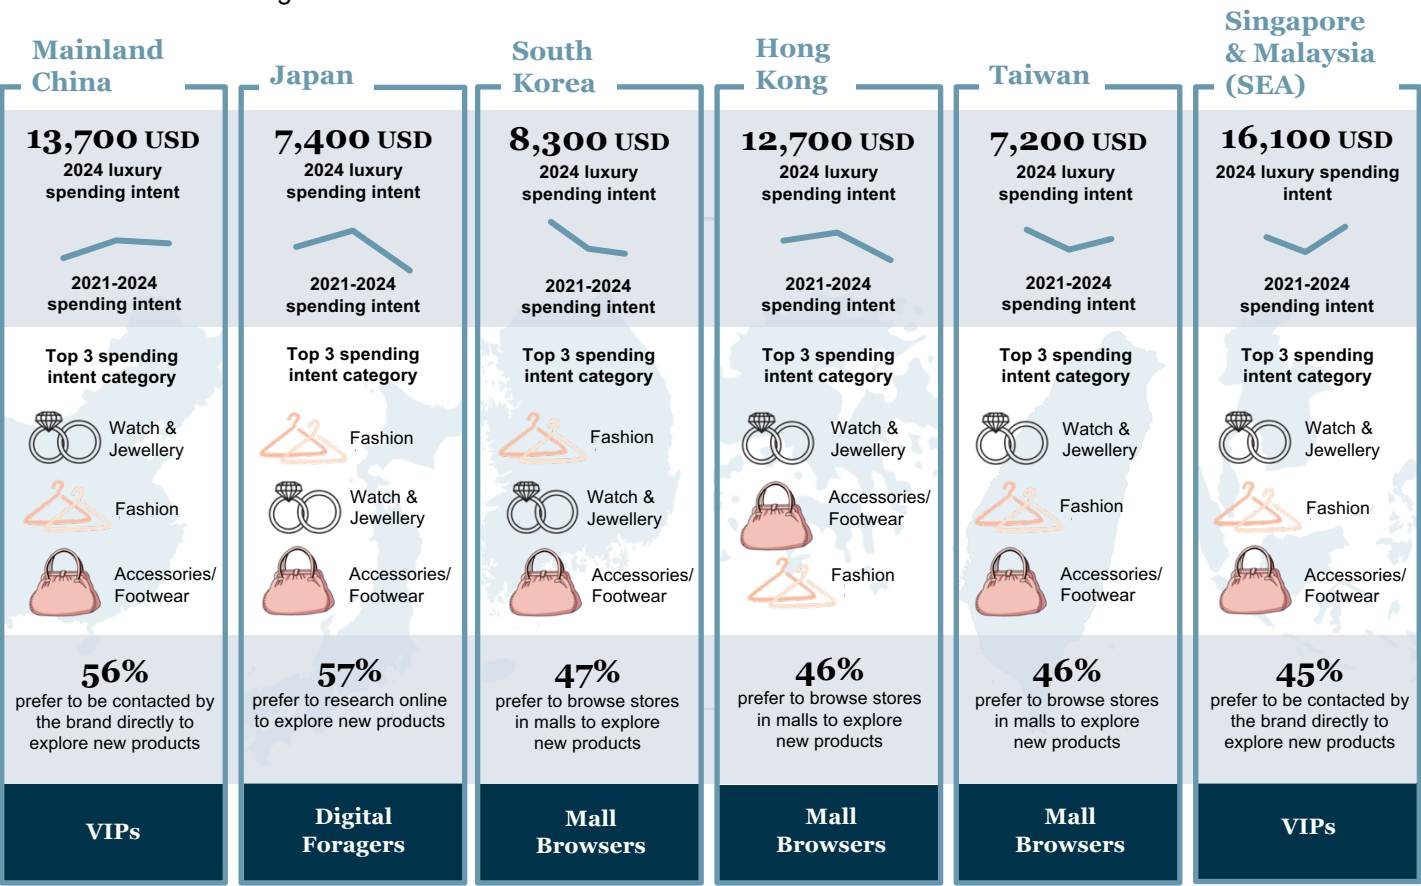 Mainland
China
13,700 USD
2024 luxury
spending intent
2021-2024
spending intent
Top 3 spending
intent category
Watch &
Jewellery
Fashion
Accessories/
Footwear
56%
prefer to be contacted by
the brand directly to
explore new products
VIPs
Japan
7,400 USD
2024 luxury
spending intent
2021-2024
spending intent
Top 3 spending
intent category
Fashion
Watch &
Jewellery
Accessories/
Footwear
57%
prefer to research online
to explore new products
Digital
Foragers
South
Korea
8,300 USD
2024 luxury
spending intent
2021-2024
spending intent
Top 3 spending
intent category
Fashion
Watch &
Jewellery
Accessories/
Footwear
47%
prefer to browse stores
in malls to explore
new products
Mall
Browsers
Hong
Kong
12,700 USD
2024 luxury
spending intent
2021-2024
spending intent
Top 3 spending
intent category
Watch &
Jewellery
Accessories/
Footwear
Fashion
46%
prefer to browse stores
in malls to explore
new products
Mall
Browsers
Taiwan
7,200 USD
2024 luxury
spending intent
2021-2024
spending intent
Top 3 spending
intent category
Watch &
Jewellery
Fashion
Accessories/
Footwear
46%
prefer to browse stores
in malls to explore
new products
Mall
Browsers
Singapore
& Malaysia
(SEA)
16,100 USD
2024 luxury spending
intent
2021-2024
spending intent
Top 3 spending
intent category
Watch &
Jewellery
Fashion
Accessories/
Footwear
45%
prefer to be contacted by
the brand directly to
explore new products
VIPs